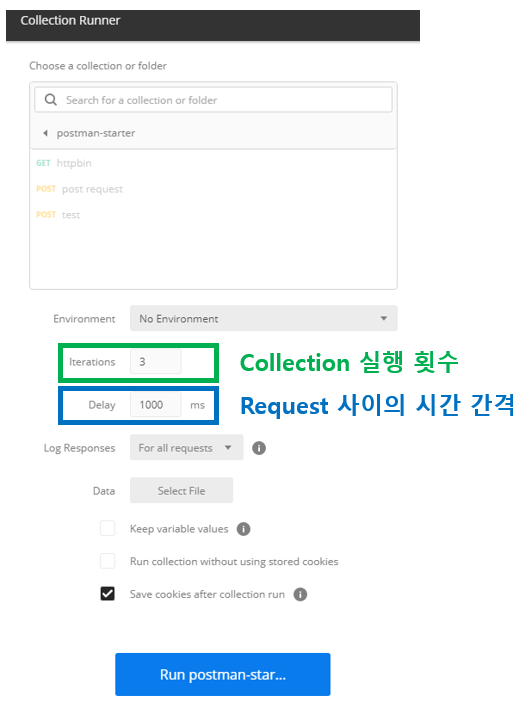 Collection Runner
Choose a collection or folder
Search for a collection or folder
postman-starter
GET httpbin
POST post request
POST test
Environment No Environment
Iterations 3 Collection 실행 횟수
Delay 1000 ms Request 사이의 시간 간격
Log Responses For all requests
Data Select File
Keep variable values
Run collection without using stored cookies
Save cookies after collection run
Run postman-star...